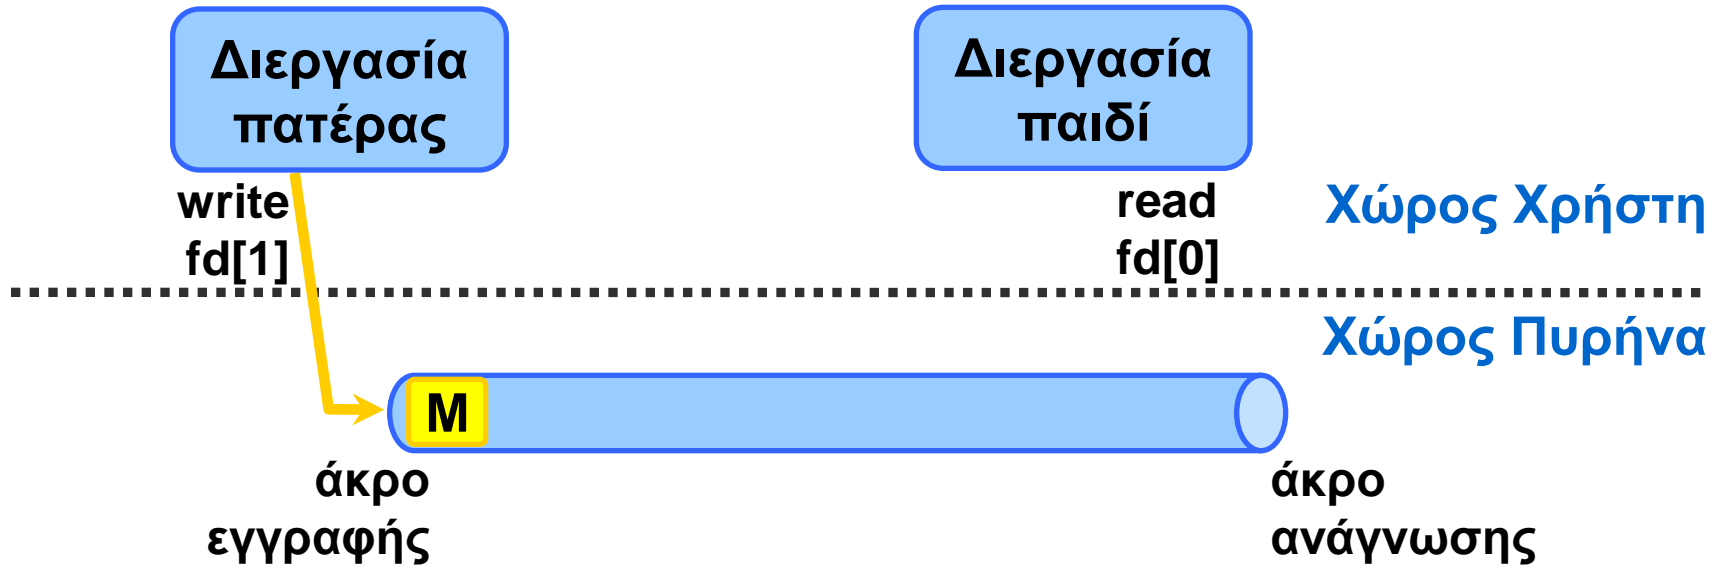 Διεργασία
πατέρας
Διεργασία
παιδί
write
fd[1]
read
fd[0]
Χώρος Χρήστη
Χώρος Πυρήνα
M
άκρο
εγγραφής
άκρο
ανάγνωσης